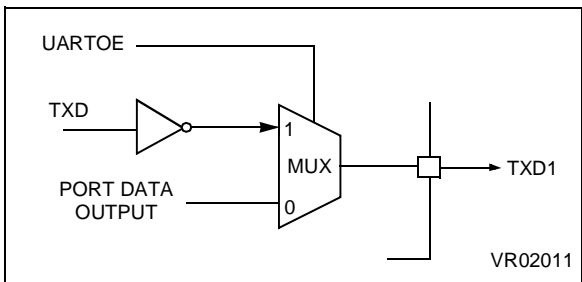 UARTOE
TXD
1
MUX
TXD1
PORT DATA
OUTPUT
0
VR02011